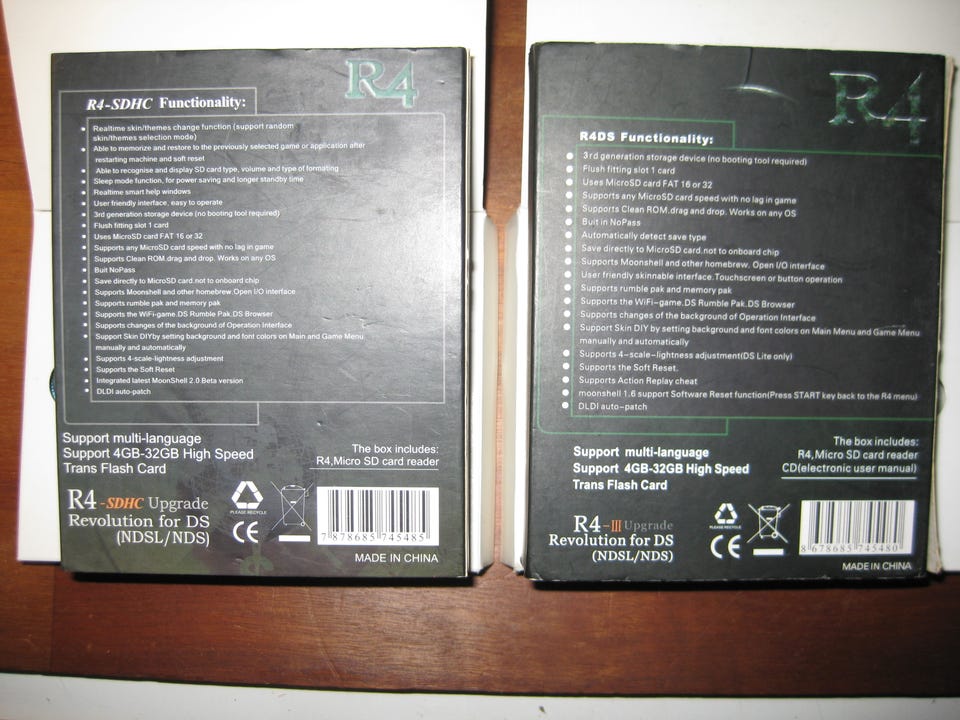 R4
R4-SDHC Functionality:
Realtime skin/themes change function (support random
skin/themes selection mode)
Able to memorize and restore to the previously selected game or application after
restarting machine and soft reset
Able to recognise and display SD card type, volume and type of formatting
Sleep mode function, for power saving and longer standby time
Realtime smart help windows
User friendly interface, easy to operate
3rd generation storage device (no booting tool required)
Flush fitting slot 1 card
Uses MicroSD card FAT 16 or 32
Supports any MicroSD card speed with no lag in game
Supports Clean ROM.drag and drop. Works on any OS
Buit NoPass
Save directly to MicroSD card.not to onboard chip
Supports Moonshell and other homebrew.Open I/O interface
Supports rumble pak and memory pak
Supports the WiFi-game.DS Rumble Pak.DS Browser
Supports changes of the background of Operation Interface
Support Skin DIYby setting background and font colors on Main and Game Menu
manually and automatically
Supports 4-scale-lightness adjustment
Supports the Soft Reset
Integrated latest MoonShell 2.0 Beta version
DLDI auto-patch
Support multi-language
Support 4GB-32GB High Speed
Trans Flash Card
The box includes:
R4,Micro SD card reader
R4-SDHC Upgrade
Revolution for DS
(NDSL/NDS)
PLEASE RECYCLE
CE
7 878685 745485
MADE IN CHINA
R4
R4DS Functionality:
3rd generation storage device (no booting tool required)
Flush fitting slot 1 card
Uses MicroSD card FAT 16 or 32
Supports any MicroSD card speed with no lag in game
Supports Clean ROM.drag and drop. Works on any OS
Buit in NoPass
Automatically detect save type
Save directly to MicroSD card.not to onboard chip
Supports Moonshell and other homebrew. Open I/O interface
User friendly skinnable interface.Touchscreen or button operation
Supports rumble pak and memory pak
Supports the WiFi-game.DS Rumble Pak.DS Browser
Supports changes of the background of Operation Interface
Support Skin DIY by setting background and font colors on Main Menu and Game Menu
manually and automatically
Supports 4-scale-lightness adjustment(DS Lite only)
Supports the Soft Reset.
Supports Action Replay cheat
moonshell 1.6 support Software Reset function(Press START key back to the R4 menu)
DLDI auto-patch
Support multi-language
Support 4GB-32GB High Speed
Trans Flash Card
The box includes:
R4,Micro SD card reader
CD(electronic user manual)
R4-III Upgrade
Revolution for DS
(NDSL/NDS)
PLEASE RECYCLE
CE
8 678685 745480
MADE IN CHINA